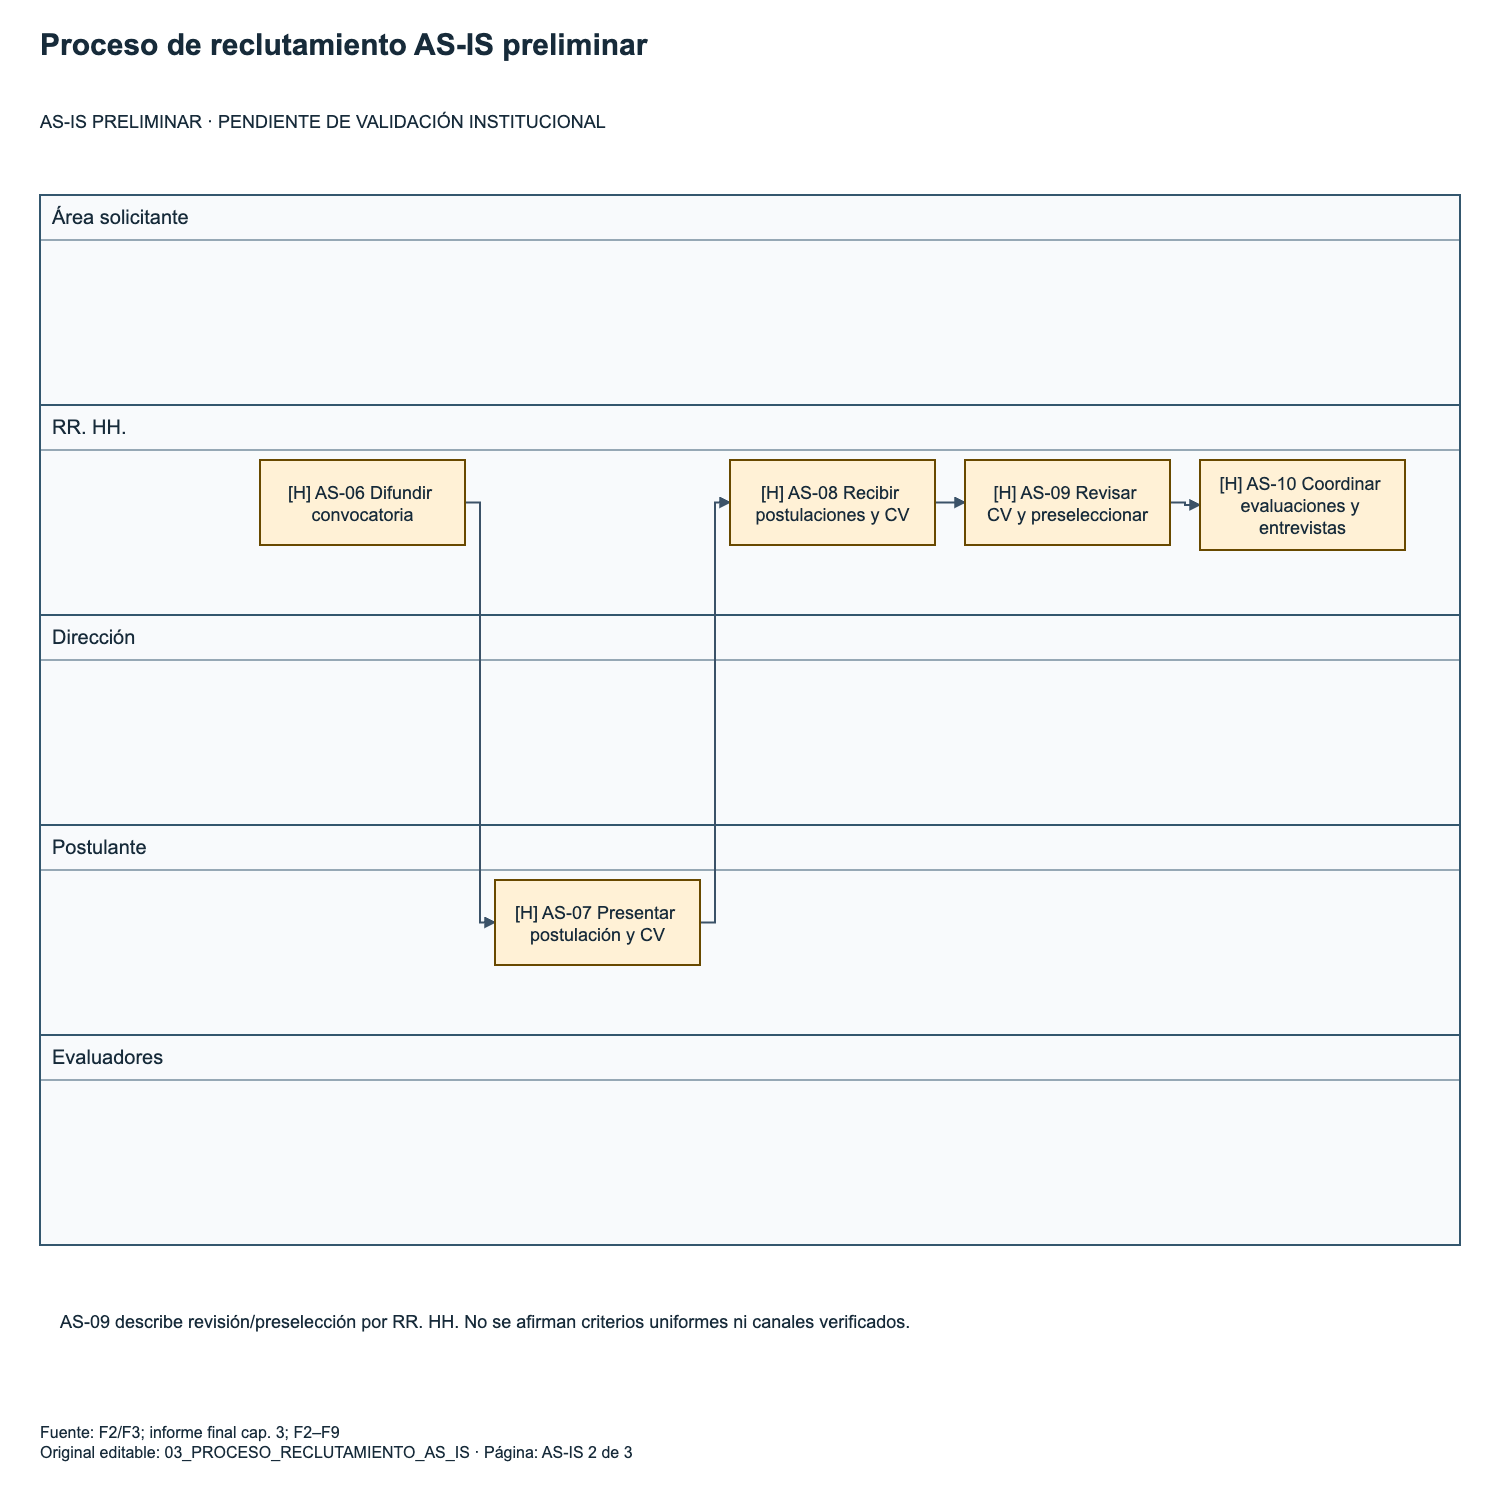 Proceso de reclutamiento AS-IS preliminar
AS-IS PRELIMINAR · PENDIENTE DE VALIDACIÓN INSTITUCIONAL
Área solicitante
RR. HH.
[H] AS-06 Difundir
convocatoria
[H] AS-08 Recibir
postulaciones y CV
[H] AS-09 Revisar
CV y preseleccionar
[H] AS-10 Coordinar
evaluaciones y
entrevistas
Dirección
Postulante
[H] AS-07 Presentar
postulación y CV
Evaluadores
AS-09 describe revisión/preselección por RR. HH. No se afirman criterios uniformes ni canales verificados.
Fuente: F2/F3; informe final cap. 3; F2–F9
Original editable: 03_PROCESO_RECLUTAMIENTO_AS_IS · Página: AS-IS 2 de 3